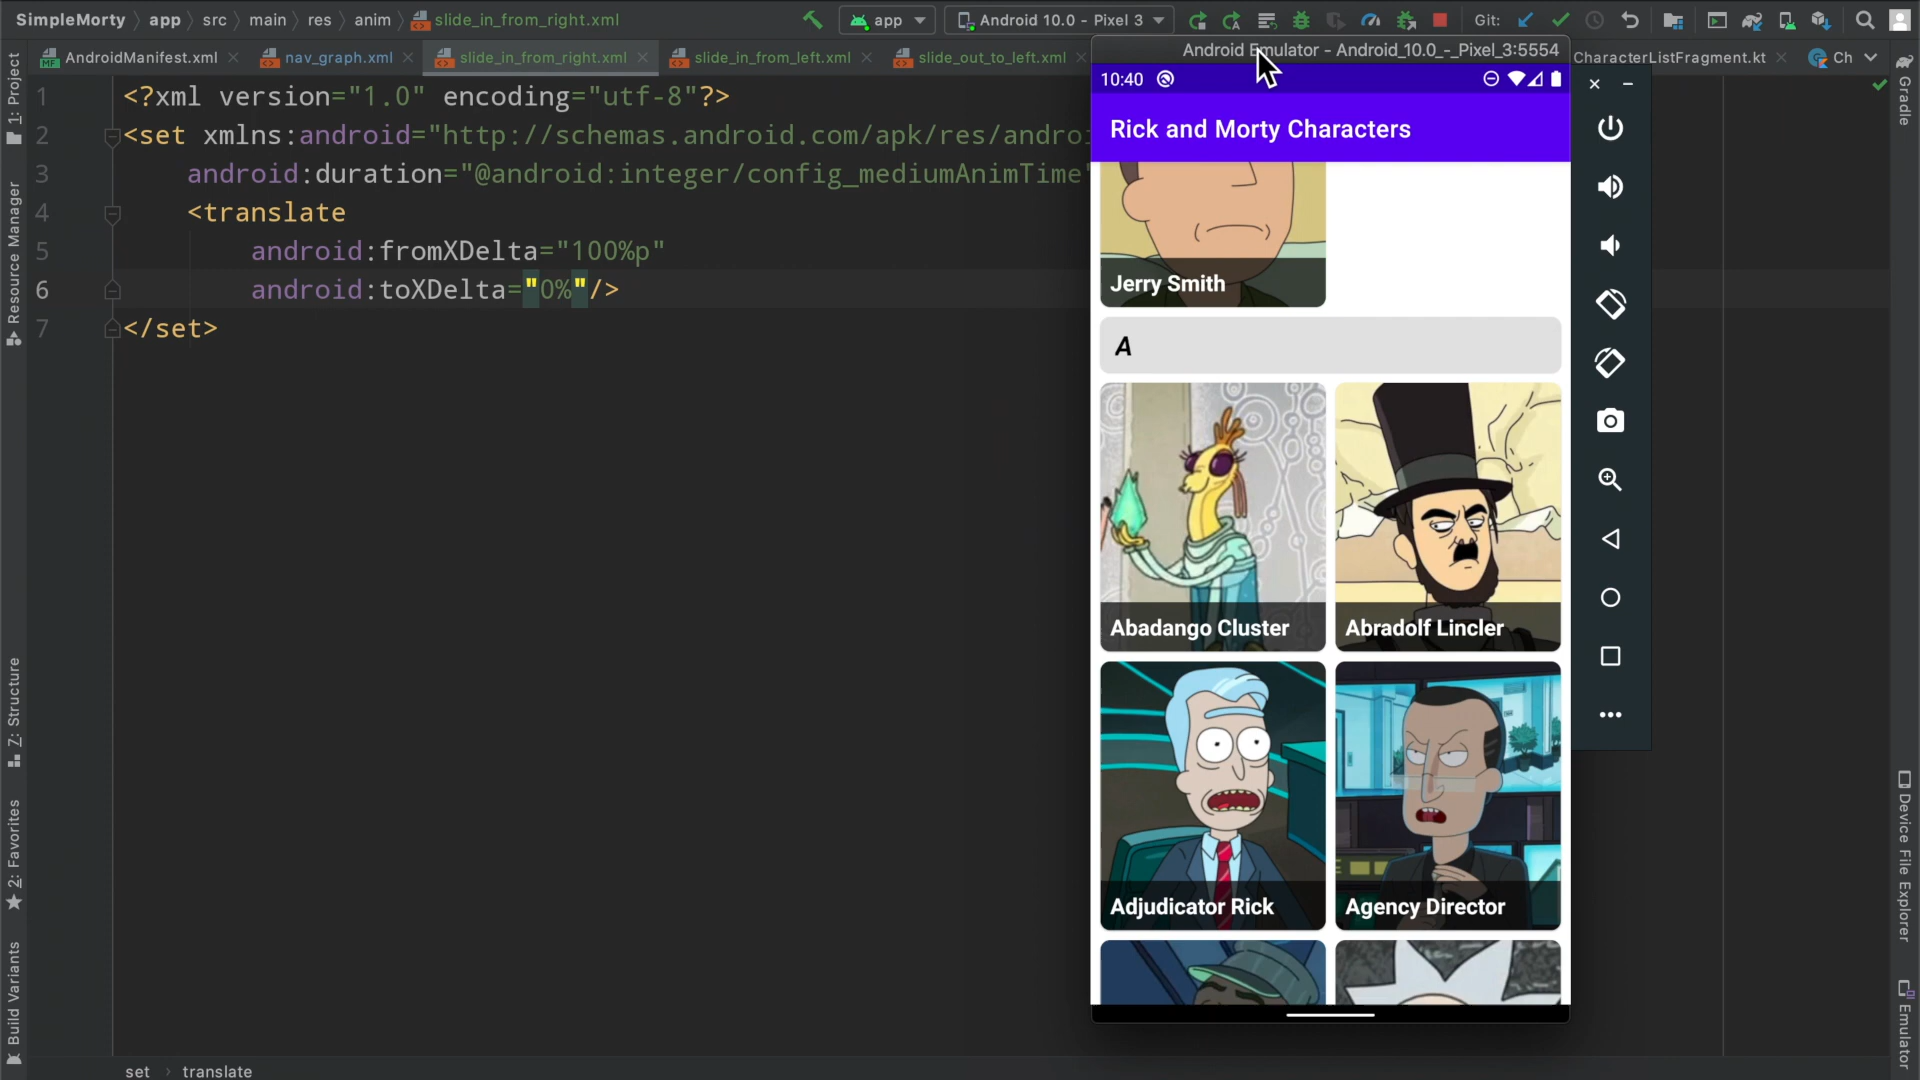 SimpleMorty app src main res anim slide_in_from_right.xml app Android 10.0 - Pixel 3 Git:
AndroidManifest.xml nav_graph.xml slide_in_from_right.xml slide_in_from_left.xml slide_out_to_left.xml CharacterListFragment.kt Ch
Android Emulator - Android_10.0_-_Pixel_3:5554
1: Project
Resource Manager
Z: Structure
2: Favorites
Build Variants
1 <?xml version="1.0" encoding="utf-8"?>
2 <set xmlns:android="http://schemas.android.com/apk/res/androi
3 android:duration="@android:integer/config_mediumAnimTime"
4 <translate
5 android:fromXDelta="100%p"
6 android:toXDelta="0%"/>
7 </set>
set translate
10:40
Rick and Morty Characters
Jerry Smith
A
Abadango Cluster
Abradolf Lincler
Adjudicator Rick
Agency Director
Gradle
Device File Explorer
Emulator